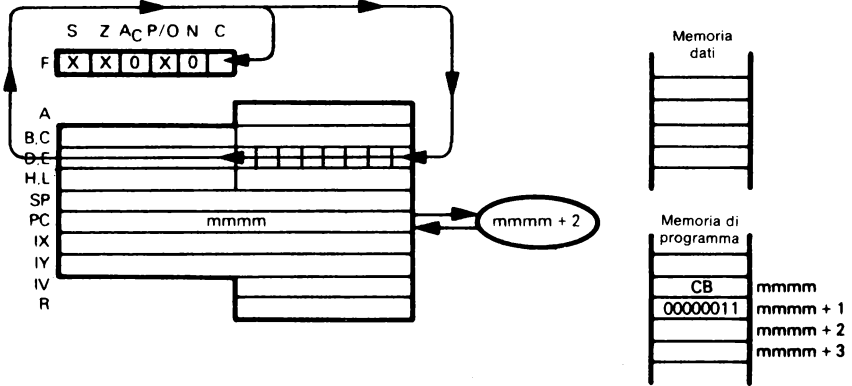 S Z AC P/O N C
F X X 0 X 0
A
B,C
D,E
H,L
SP
PC mmmm mmmm + 2
IX
IY
IV
R
Memoria
dati
Memoria di
programma
CB mmmm
00000011 mmmm + 1
mmmm + 2
mmmm + 3